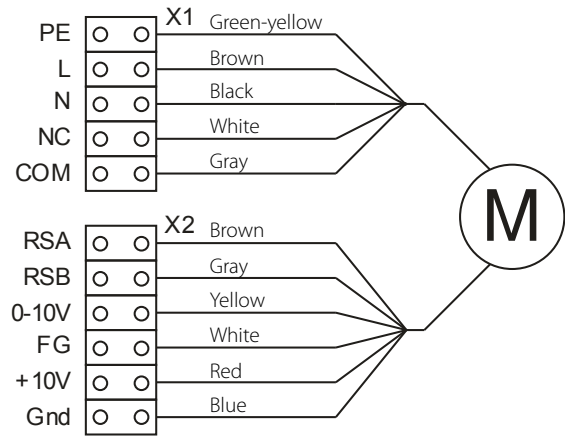 X1
PE Green-yellow
L Brown
N Black
NC White
COM Gray
M
X2
RSA Brown
RSB Gray
0-10V Yellow
FG White
+10V Red
Gnd Blue